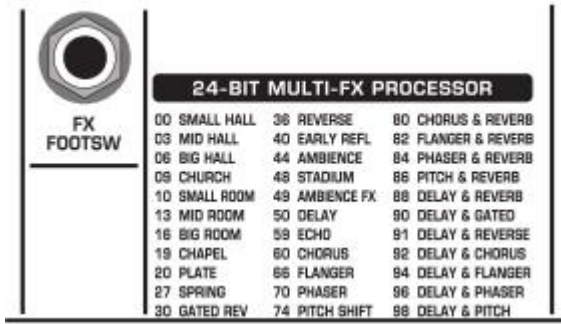 24-BIT MULTI-FX PROCESSOR
FX
FOOTSW
00 SMALL HALL 36 REVERSE 80 CHORUS & REVERB
03 MID HALL 40 EARLY REFL 82 FLANGER & REVERB
06 BIG HALL 44 AMBIENCE 84 PHASER & REVERB
09 CHURCH 48 STADIUM 86 PITCH & REVERB
10 SMALL ROOM 49 AMBIENCE FX 88 DELAY & REVERB
13 MID ROOM 50 DELAY 90 DELAY & GATED
16 BIG ROOM 59 ECHO 91 DELAY & REVERSE
19 CHAPEL 60 CHORUS 92 DELAY & CHORUS
20 PLATE 66 FLANGER 94 DELAY & FLANGER
27 SPRING 70 PHASER 96 DELAY & PHASER
30 GATED REV 74 PITCH SHIFT 98 DELAY & PITCH